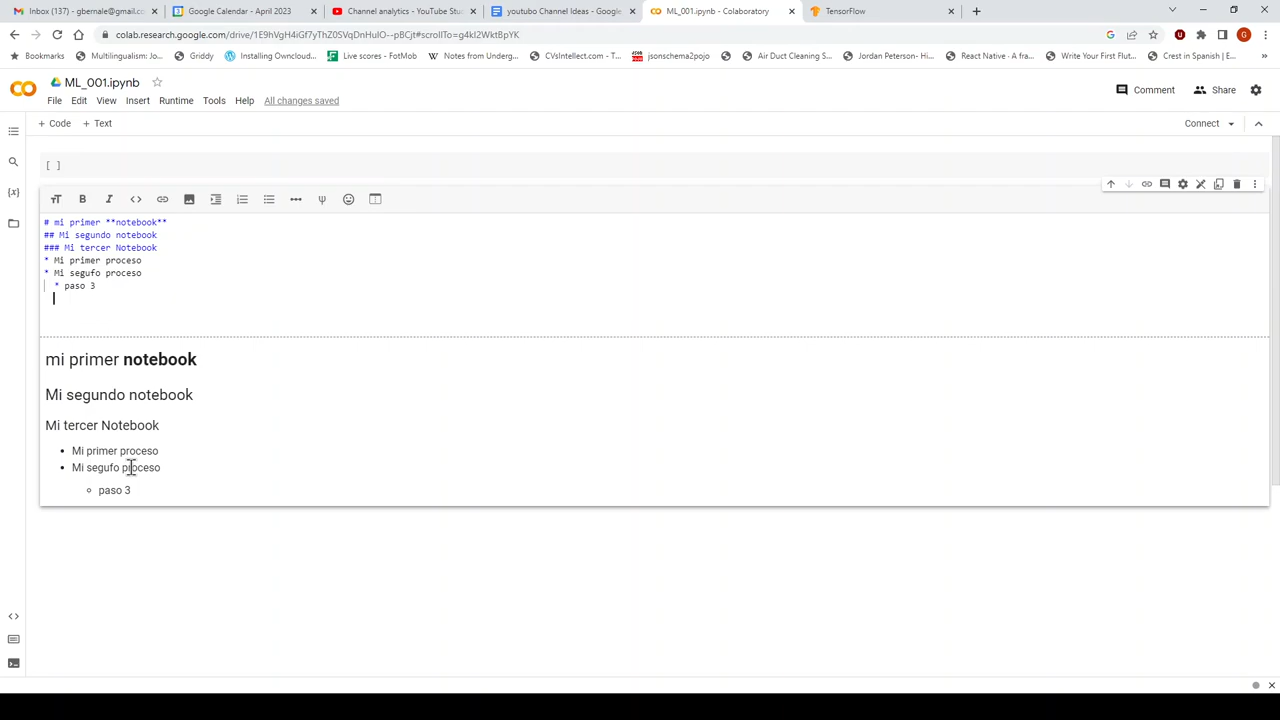 Inbox (137) - gbernale@gmail.co
Google Calendar - April 2023
Channel analytics - YouTube Stu
youtubo Channel Ideas - Google
ML_001.ipynb - Colaboratory
TensorFlow
colab.research.google.com/drive/1E9hVgH4iGf7yThZ0SVqDnHulO--pBCjt#scrollTo=g4kI2WktBpYK
G
Bookmarks
Multilingualism: Jo...
Griddy
Installing Owncloud...
Live scores - FotMob
Notes from Underg...
CVIntellect.com - T...
jsonschema2pojo
Air Duct Cleaning J...
Jordan Peterson- Hi...
React Native · A fra...
Write Your First Flut...
Crest in Spanish | E...
»
ML_001.ipynb
Comment
Share
G
File Edit View Insert Runtime Tools Help All changes saved
+ Code + Text
Connect
[ ]
# mi primer **notebook**
## Mi segundo notebook
### Mi tercer Notebook
* Mi primer proceso
* Mi segufo proceso
* paso 3
mi primer notebook
Mi segundo notebook
Mi tercer Notebook
• Mi primer proceso
• Mi segufo proceso
◦ paso 3